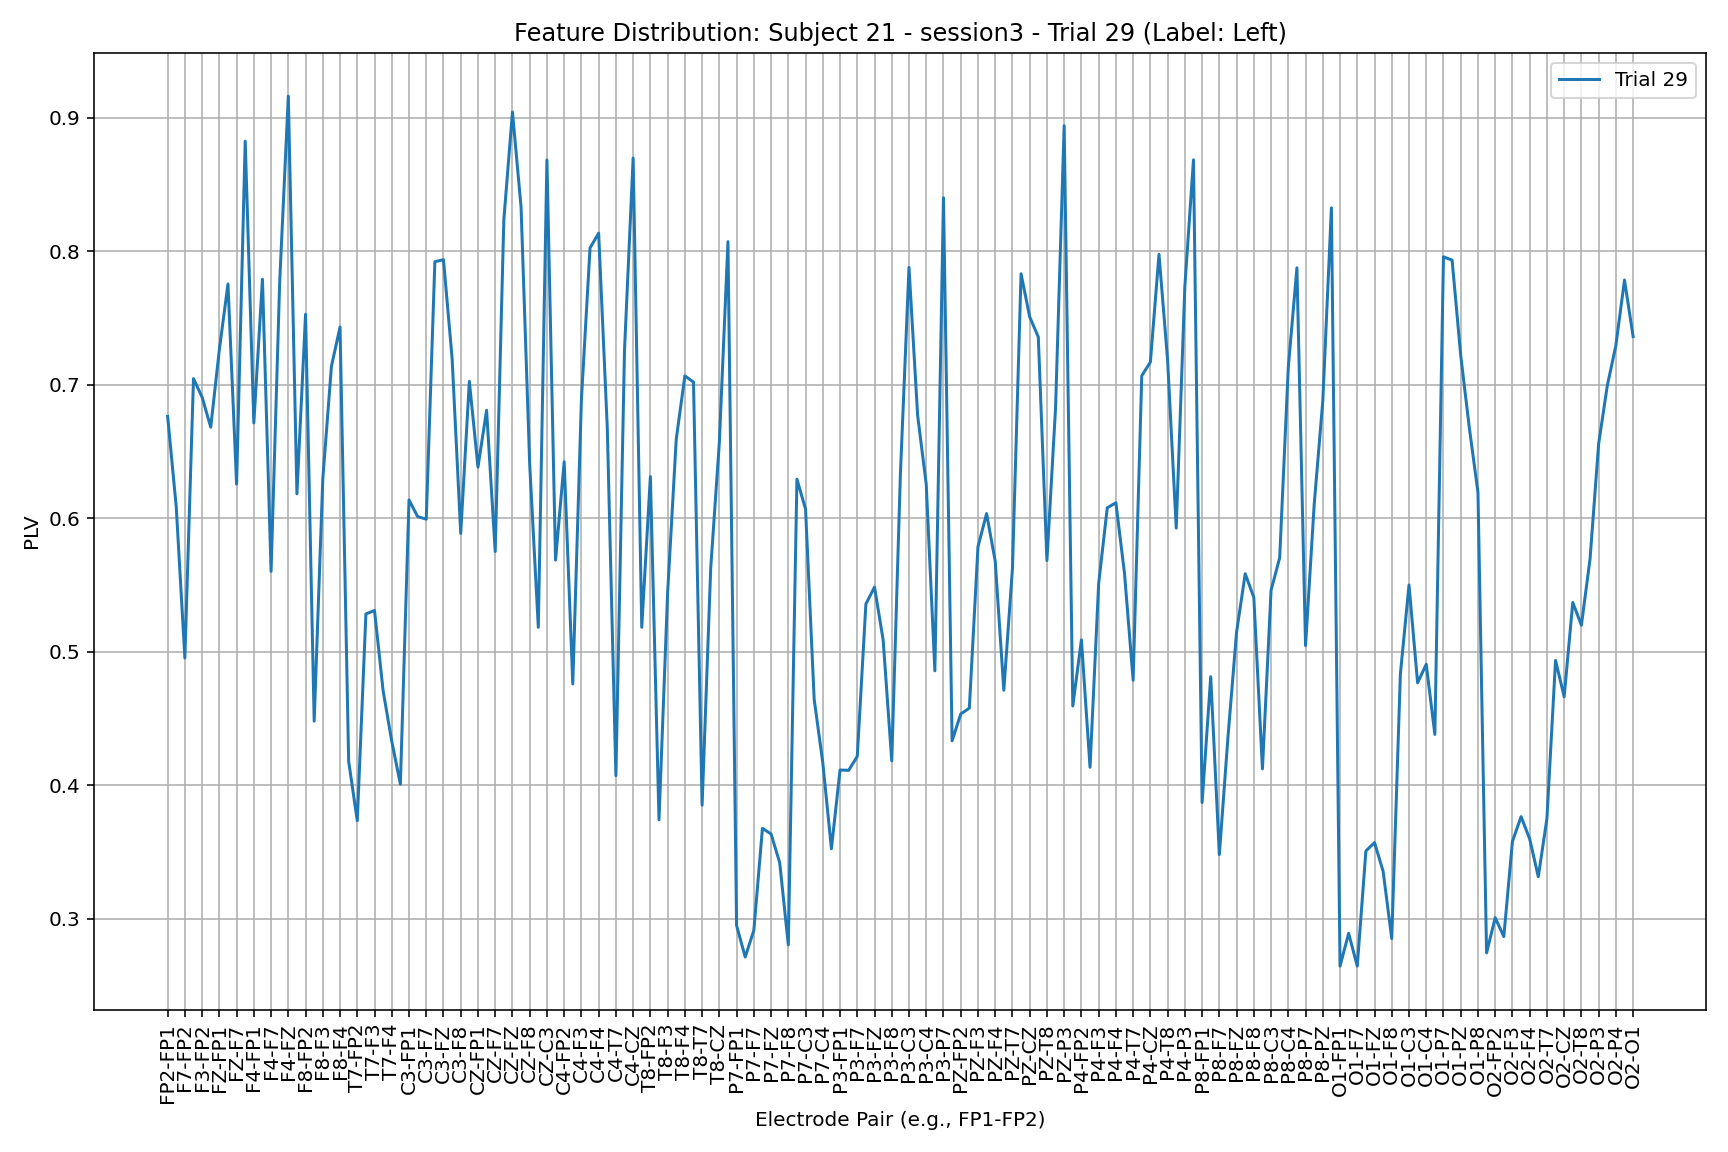 Feature Distribution: Subject 21 - session3 - Trial 29 (Label: Left)
Trial 29
PLV
0.9
0.8
0.7
0.6
0.5
0.4
0.3
FP2-FP1
F7-FP2
F3-FP2
FZ-FP1
FZ-F7
F4-FP1
F4-F7
F4-FZ
F8-FP2
F8-F3
F8-F4
T7-FP2
T7-F3
T7-F4
C3-FP1
C3-F7
C3-FZ
C3-F8
CZ-FP1
CZ-F7
CZ-FZ
CZ-F8
CZ-C3
C4-FP2
C4-F3
C4-F4
C4-T7
C4-CZ
T8-FP2
T8-F3
T8-F4
T8-T7
T8-CZ
P7-FP1
P7-F7
P7-FZ
P7-F8
P7-C3
P7-C4
P3-FP1
P3-F7
P3-FZ
P3-F8
P3-C3
P3-C4
P3-P7
PZ-FP2
PZ-F3
PZ-F4
PZ-T7
PZ-CZ
PZ-T8
PZ-P3
P4-FP2
P4-F3
P4-F4
P4-T7
P4-CZ
P4-T8
P4-P3
P8-FP1
P8-F7
P8-FZ
P8-F8
P8-C3
P8-C4
P8-P7
P8-PZ
O1-FP1
O1-F7
O1-FZ
O1-F8
O1-C3
O1-C4
O1-P7
O1-PZ
O1-P8
O2-FP2
O2-F3
O2-F4
O2-T7
O2-CZ
O2-T8
O2-P3
O2-P4
O2-O1
Electrode Pair (e.g., FP1-FP2)